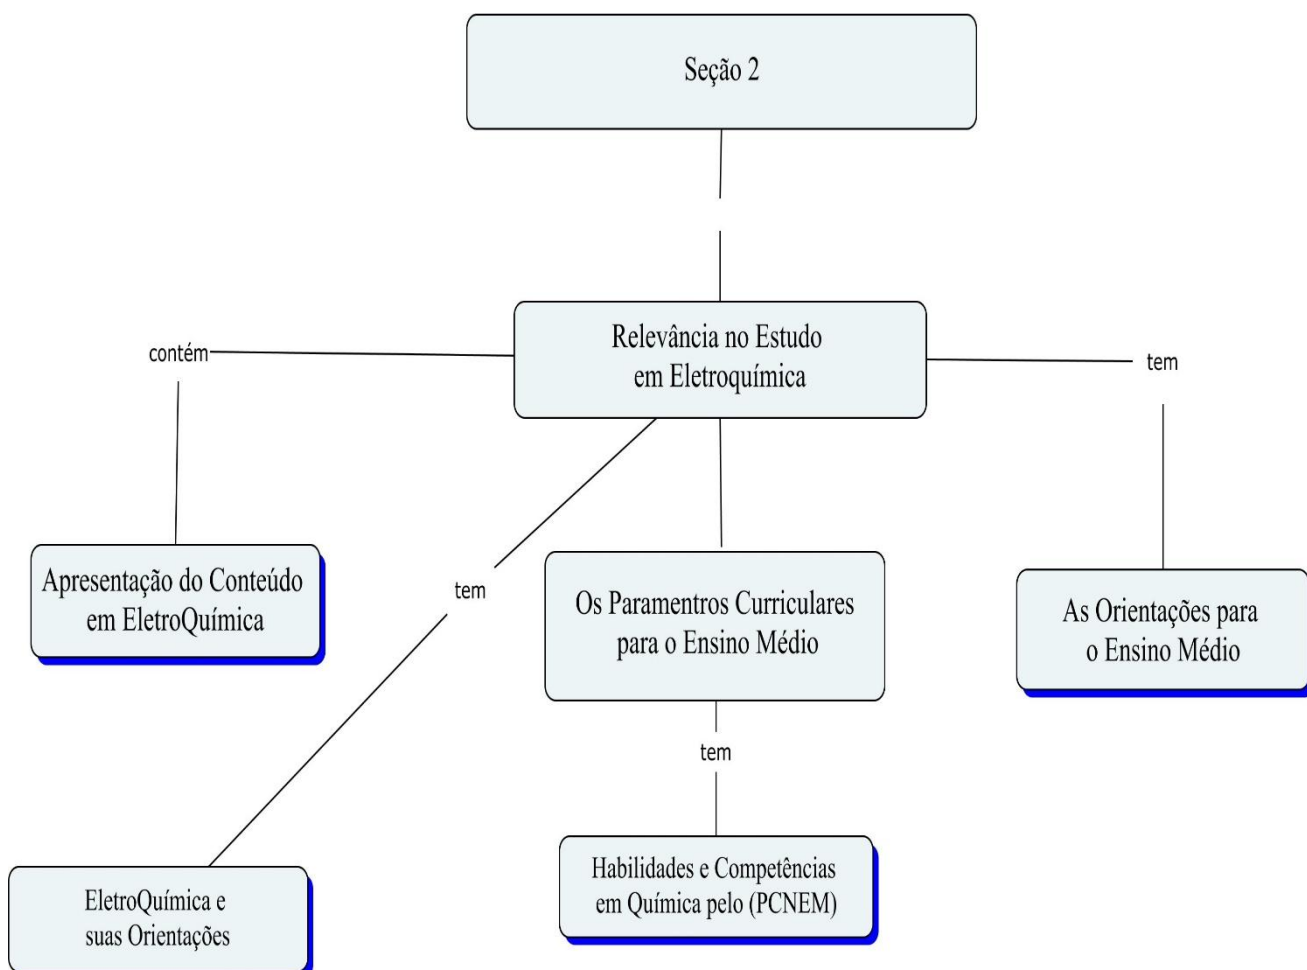 Seção 2
Relevância no Estudo
em Eletroquímica
contém
tem
Apresentação do Conteúdo
em EletroQuímica
tem
Os Paramentros Curriculares
para o Ensino Médio
As Orientações para
o Ensino Médio
tem
Habilidades e Competências
em Química pelo (PCNEM)
EletroQuímica e
suas Orientações